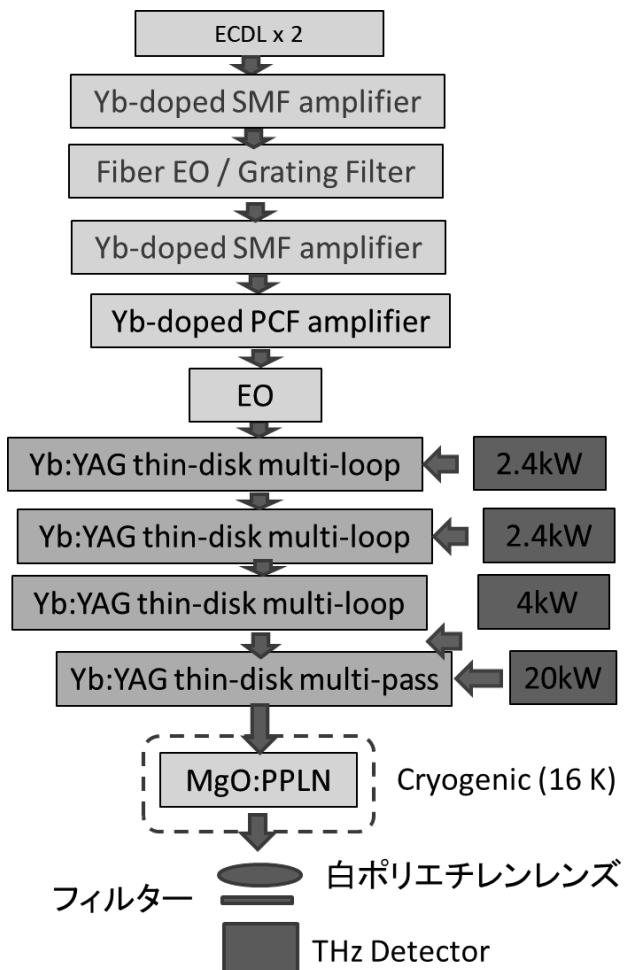 ECDL x 2
Yb-doped SMF amplifier
Fiber EO / Grating Filter
Yb-doped SMF amplifier
Yb-doped PCF amplifier
EO
Yb:YAG thin-disk multi-loop
2.4kW
Yb:YAG thin-disk multi-loop
2.4kW
Yb:YAG thin-disk multi-loop
4kW
Yb:YAG thin-disk multi-pass
20kW
MgO:PPLN
Cryogenic (16 K)
白ポリエチレンレンズ
フィルター
THz Detector